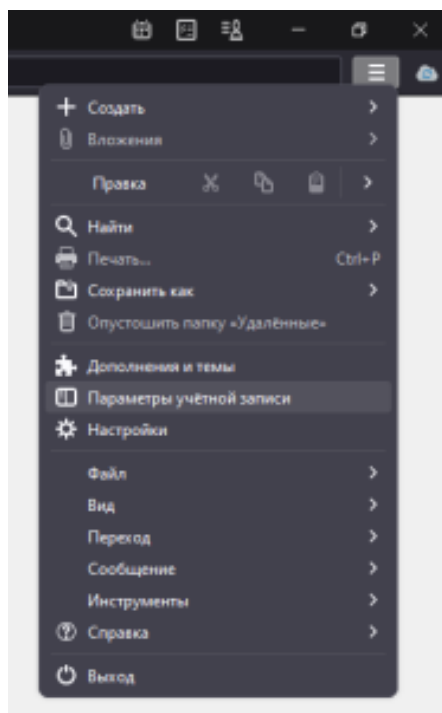 Создать
Вложения
Правка
Найти
Печать... Ctrl+P
Сохранить как
Опустошить папку «Удалённые»
Дополнения и темы
Параметры учётной записи
Настройки
Файл
Вид
Переход
Сообщение
Инструменты
Справка
Выход